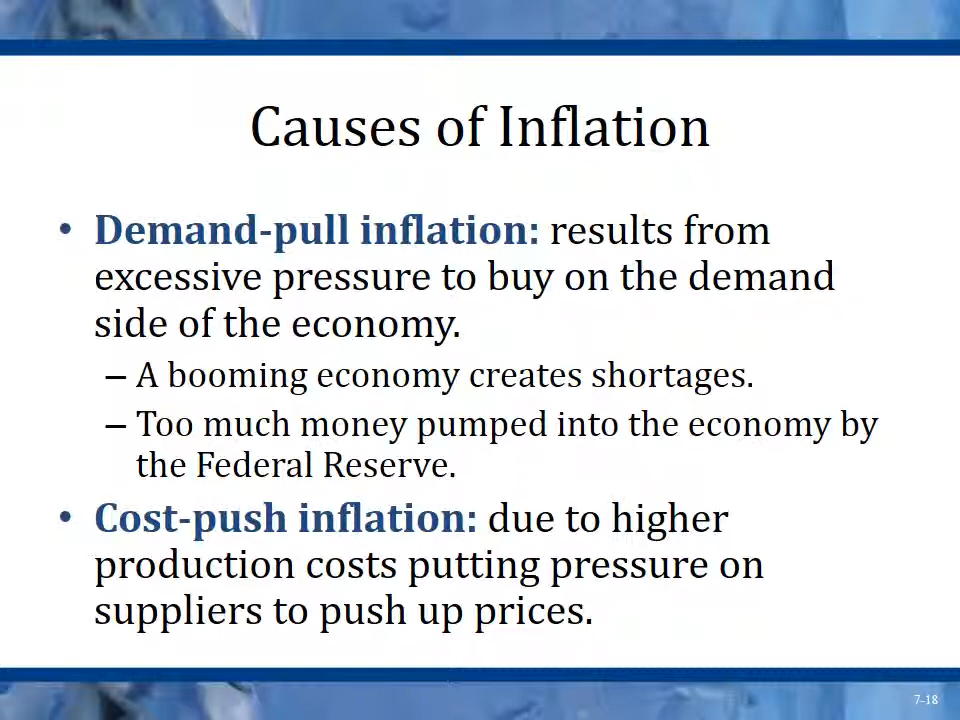 Causes of Inflation
• Demand-pull inflation: results from
excessive pressure to buy on the demand
side of the economy.
– A booming economy creates shortages.
– Too much money pumped into the economy by
the Federal Reserve.
• Cost-push inflation: due to higher
production costs putting pressure on
suppliers to push up prices.
7-18